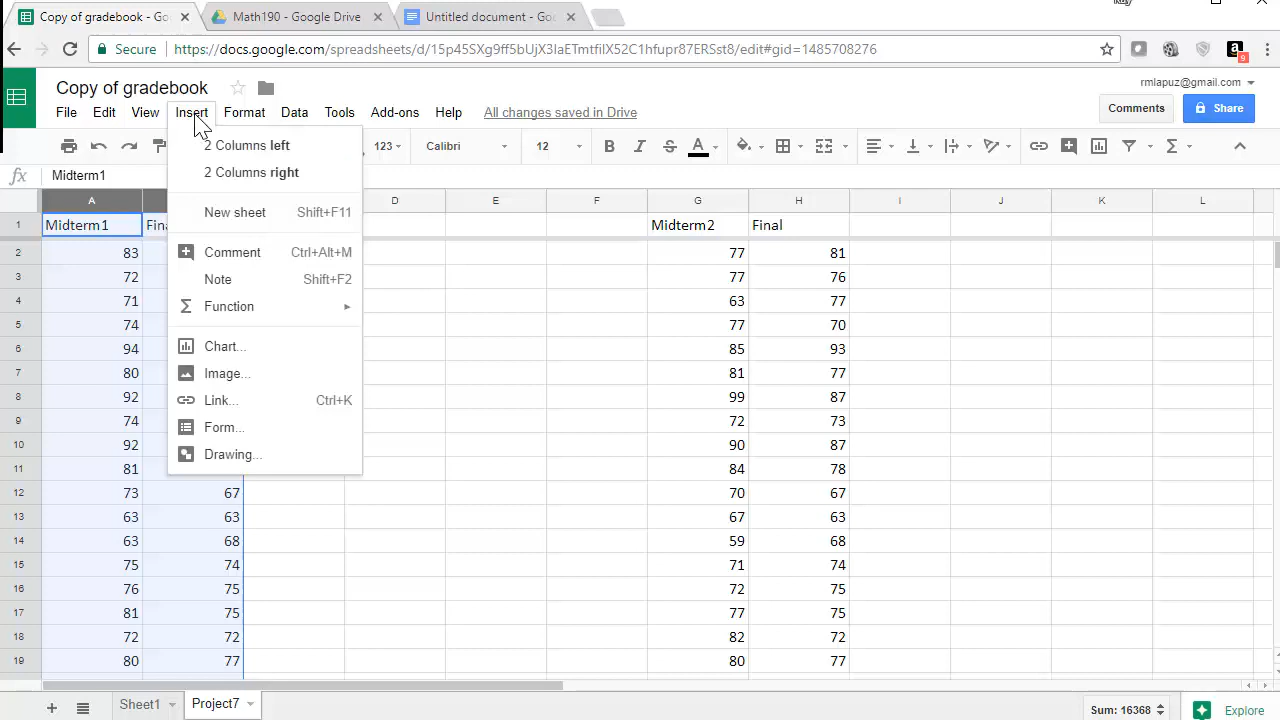 Ray
Copy of gradebook - Go
Math190 - Google Drive
Untitled document - Goo
Secure
https://docs.google.com/spreadsheets/d/15p45SXg9ff5bUjX3IaETmtfiIX52C1hfupr87ERSst8/edit#gid=1485708276
9
Copy of gradebook
rmlapuz@gmail.com
File Edit View Insert Format Data Tools Add-ons Help All changes saved in Drive
Comments Share
123 Calibri 12 B I S A Σ
fx Midterm1
2 Columns left
2 Columns right
New sheet Shift+F11
Comment Ctrl+Alt+M
Note Shift+F2
Σ Function
Chart...
Image...
Link... Ctrl+K
Form...
Drawing...
A D E F G H I J K L
1 Midterm1 Fin Midterm2 Final
2 83 77 81
3 72 77 76
4 71 63 77
5 74 77 70
6 94 85 93
7 80 81 77
8 92 99 87
9 74 72 73
10 92 90 87
11 81 84 78
12 73 67 70 67
13 63 63 67 63
14 63 68 59 68
15 75 74 71 74
16 76 75 72 75
17 81 75 77 75
18 72 72 82 72
19 80 77 80 77
Sheet1 Project7
Sum: 16368 Explore